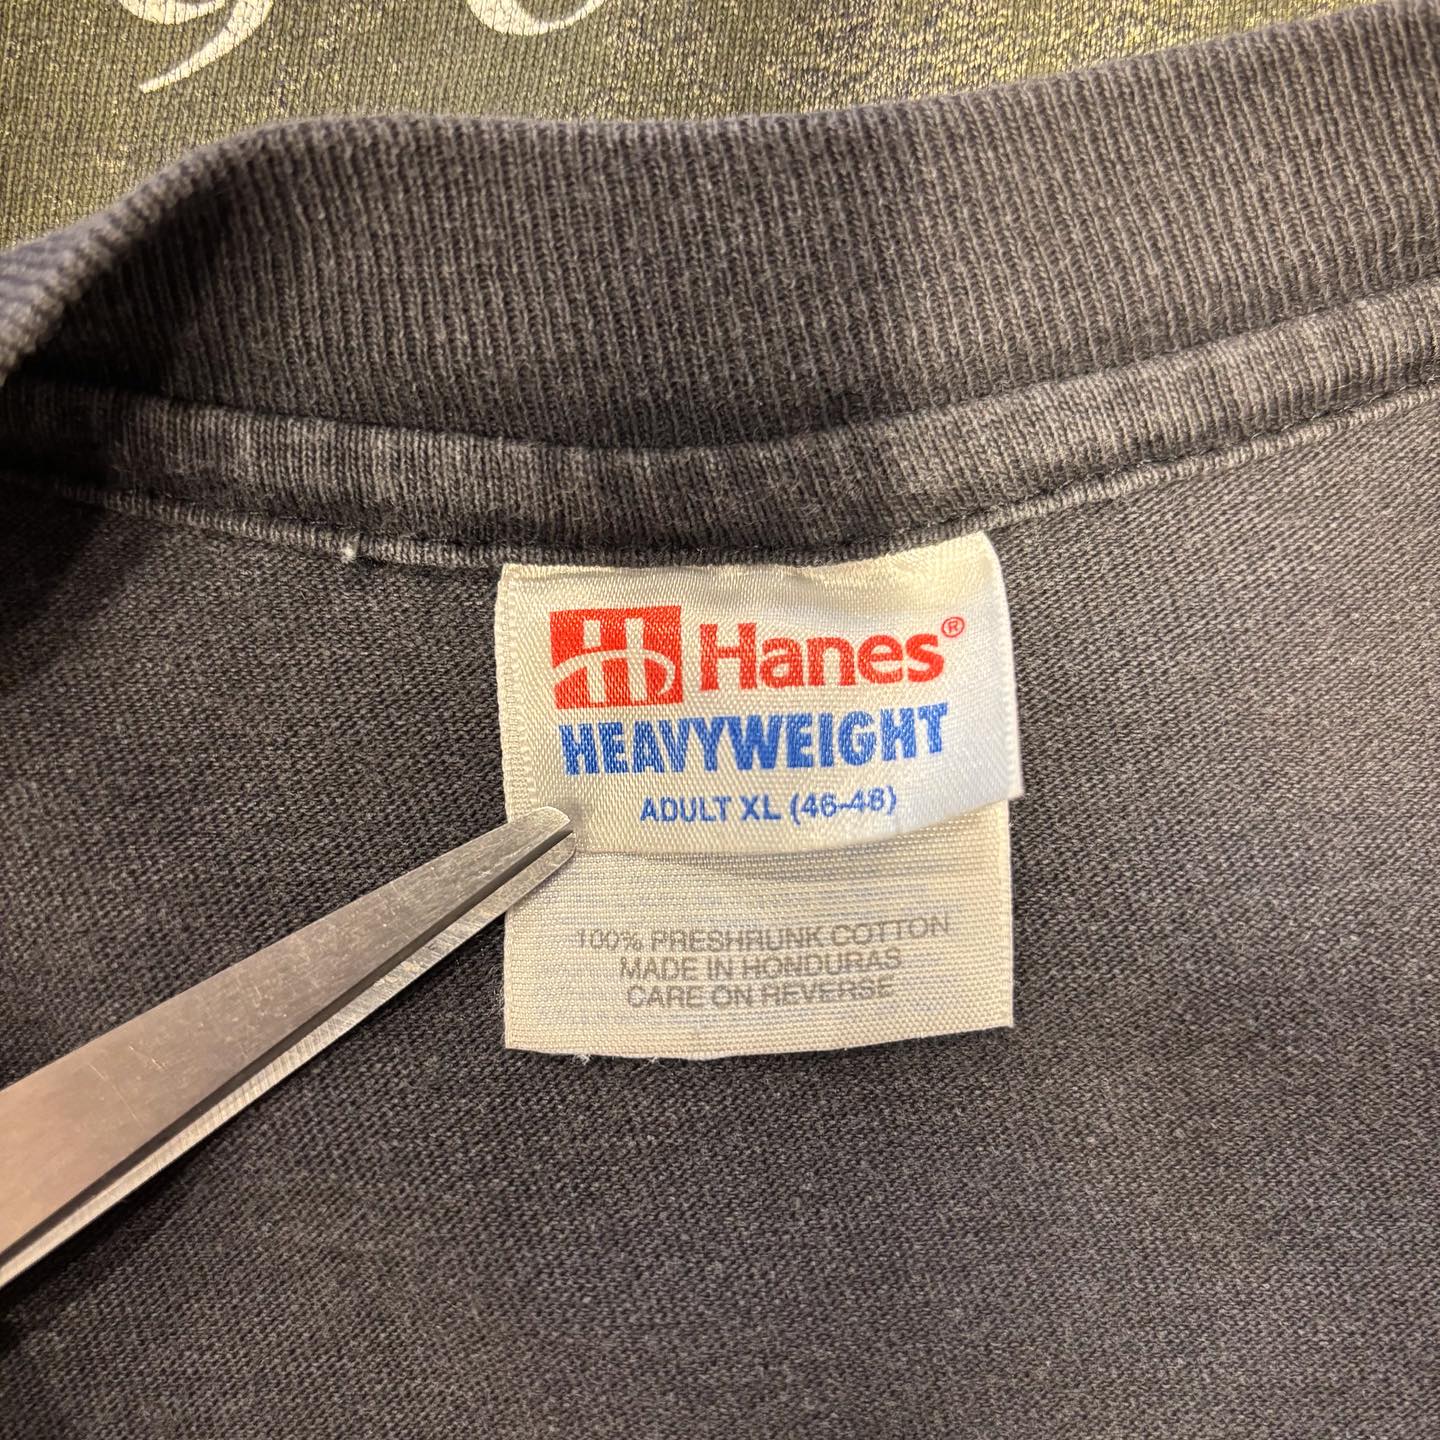 Hanes®
HEAVYWEIGHT
ADULT XL (46-48)
100% PRESHRUNK COTTON
MADE IN HONDURAS
CARE ON REVERSE